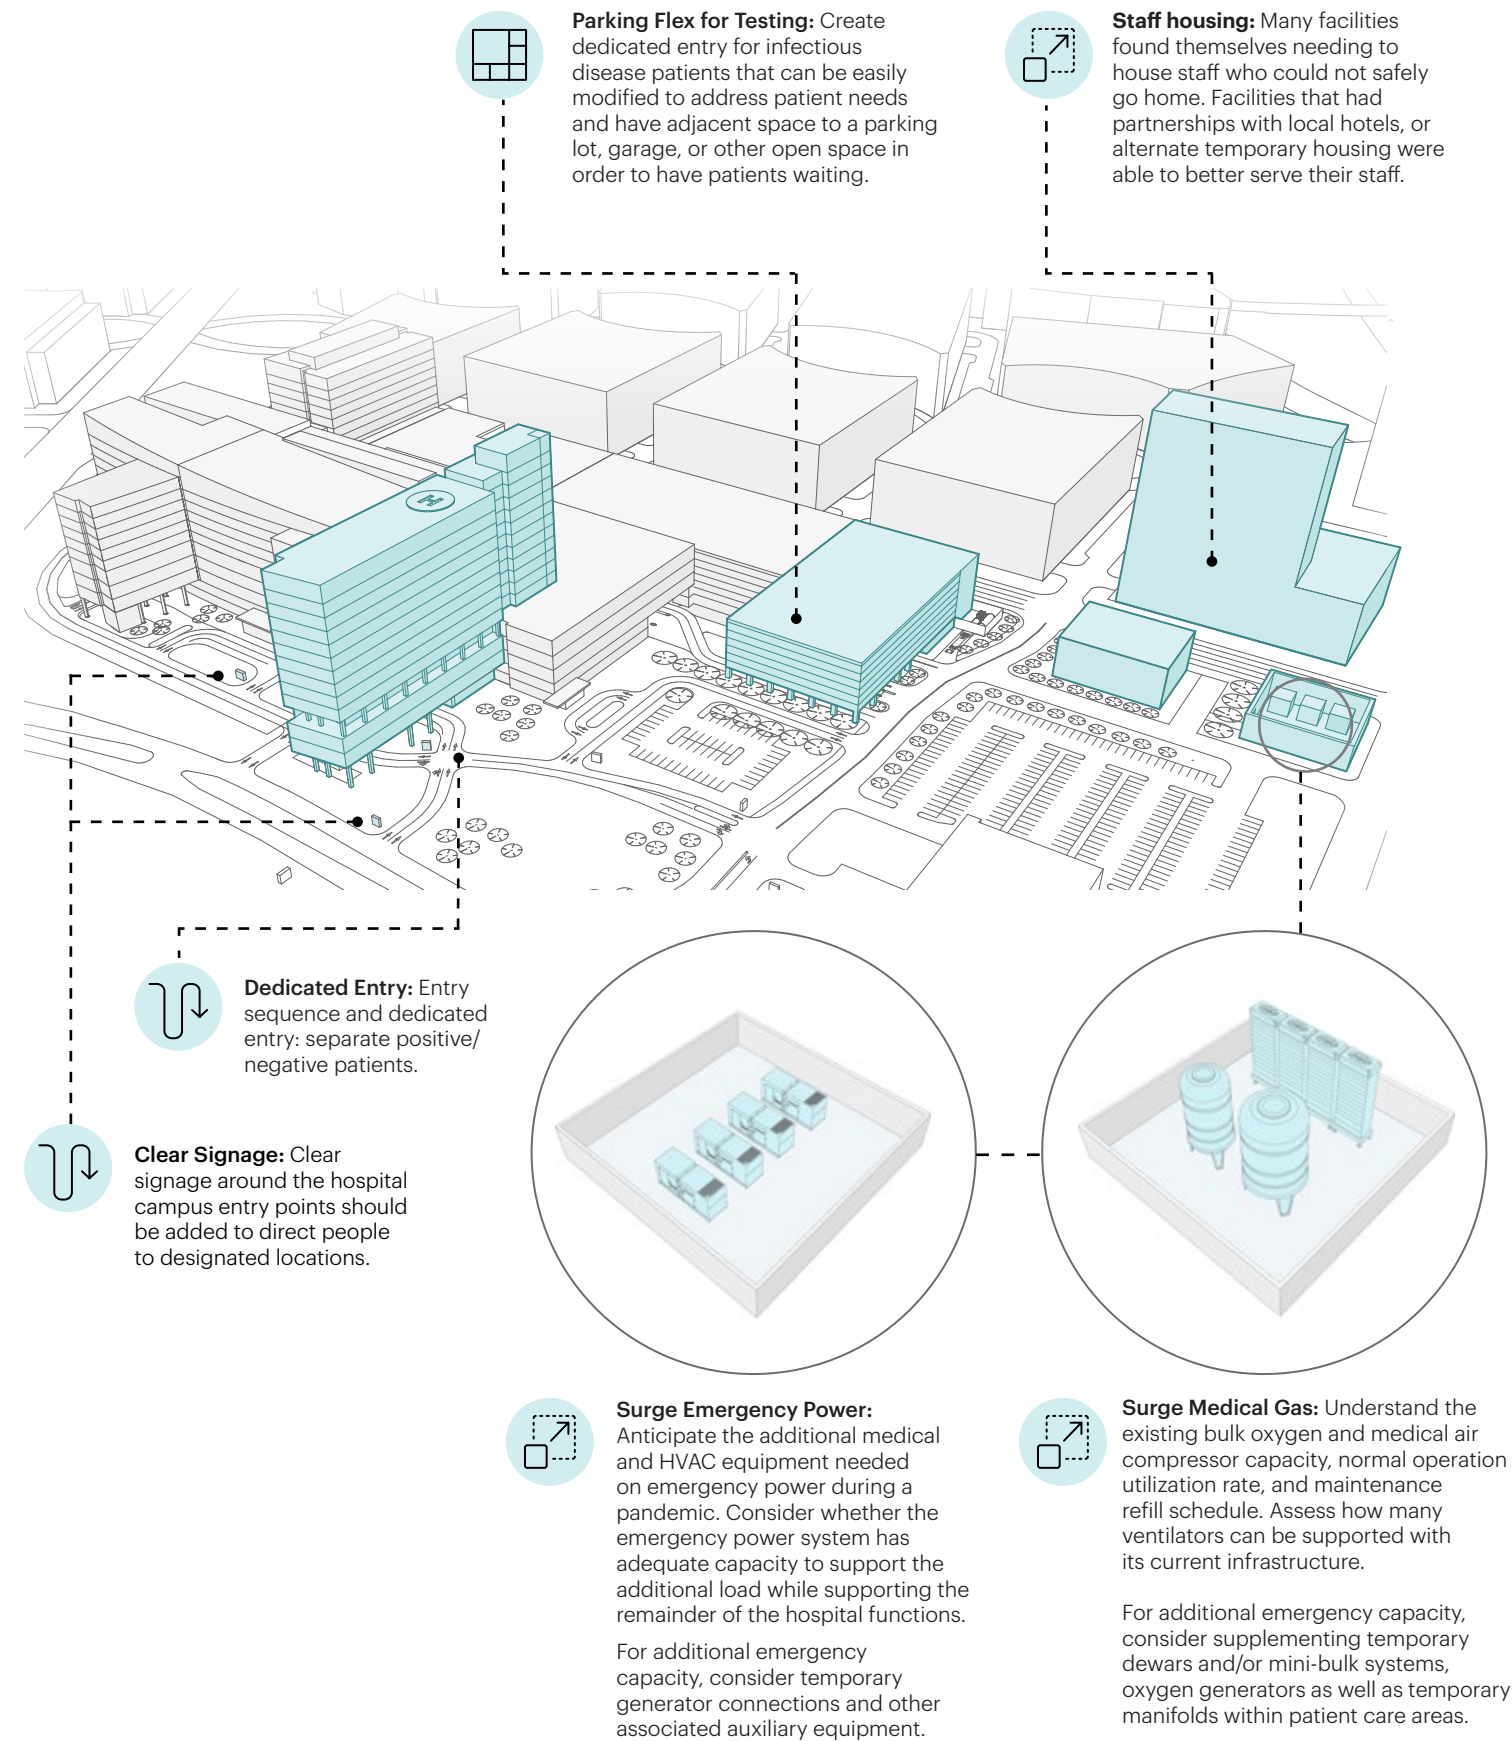 Parking Flex for Testing: Create
dedicated entry for infectious
disease patients that can be easily
modified to address patient needs
and have adjacent space to a parking
lot, garage, or other open space in
order to have patients waiting.
Staff housing: Many facilities
found themselves needing to
house staff who could not safely
go home. Facilities that had
partnerships with local hotels, or
alternate temporary housing were
able to better serve their staff.
H
Dedicated Entry: Entry
sequence and dedicated
entry: separate positive/
negative patients.
Clear Signage: Clear
signage around the hospital
campus entry points should
be added to direct people
to designated locations.
Surge Emergency Power:
Anticipate the additional medical
and HVAC equipment needed
on emergency power during a
pandemic. Consider whether the
emergency power system has
adequate capacity to support the
additional load while supporting the
remainder of the hospital functions.
For additional emergency
capacity, consider temporary
generator connections and other
associated auxiliary equipment.
Surge Medical Gas: Understand the
existing bulk oxygen and medical air
compressor capacity, normal operation
utilization rate, and maintenance
refill schedule. Assess how many
ventilators can be supported with
its current infrastructure.
For additional emergency capacity,
consider supplementing temporary
dewars and/or mini-bulk systems,
oxygen generators as well as temporary
manifolds within patient care areas.